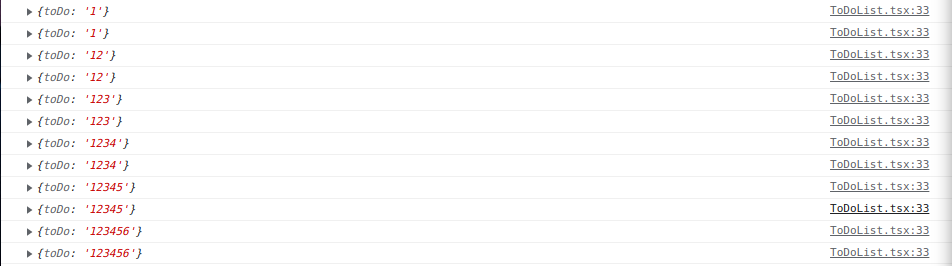 ▶ {toDo: '1'} ToDoList.tsx:33
▶ {toDo: '1'} ToDoList.tsx:33
▶ {toDo: '12'} ToDoList.tsx:33
▶ {toDo: '12'} ToDoList.tsx:33
▶ {toDo: '123'} ToDoList.tsx:33
▶ {toDo: '123'} ToDoList.tsx:33
▶ {toDo: '1234'} ToDoList.tsx:33
▶ {toDo: '1234'} ToDoList.tsx:33
▶ {toDo: '12345'} ToDoList.tsx:33
▶ {toDo: '12345'} ToDoList.tsx:33
▶ {toDo: '123456'} ToDoList.tsx:33
▶ {toDo: '123456'} ToDoList.tsx:33